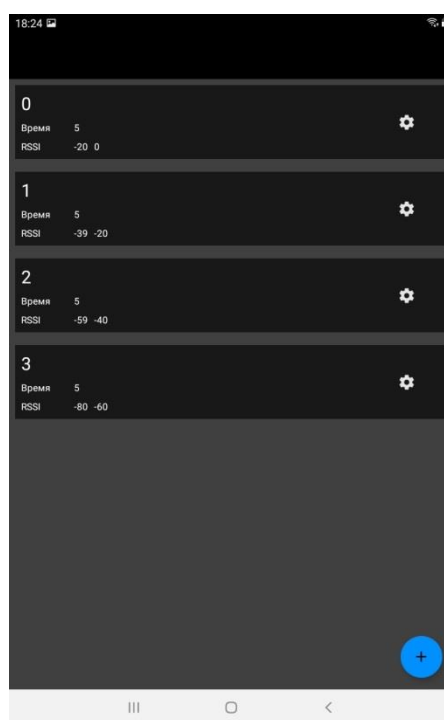 18:24
0
Время 5
RSSI -20 0
1
Время 5
RSSI -39 -20
2
Время 5
RSSI -59 -40
3
Время 5
RSSI -80 -60
+